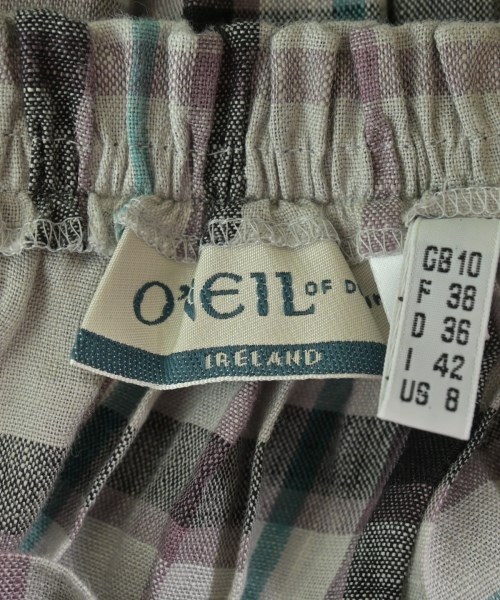 O'NEIL OF D
IRELAND
GB 10
F 38
D 36
I 42
US 8